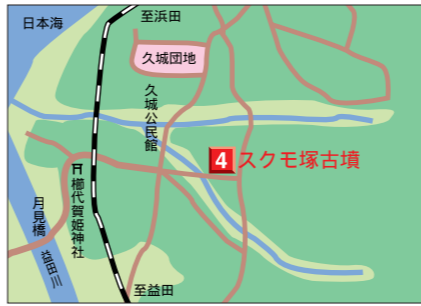 日本海
至浜田
久城団地
久城公民館
4
スクモ塚古墳
櫛代賀姫神社
月見橋
益田川
至益田